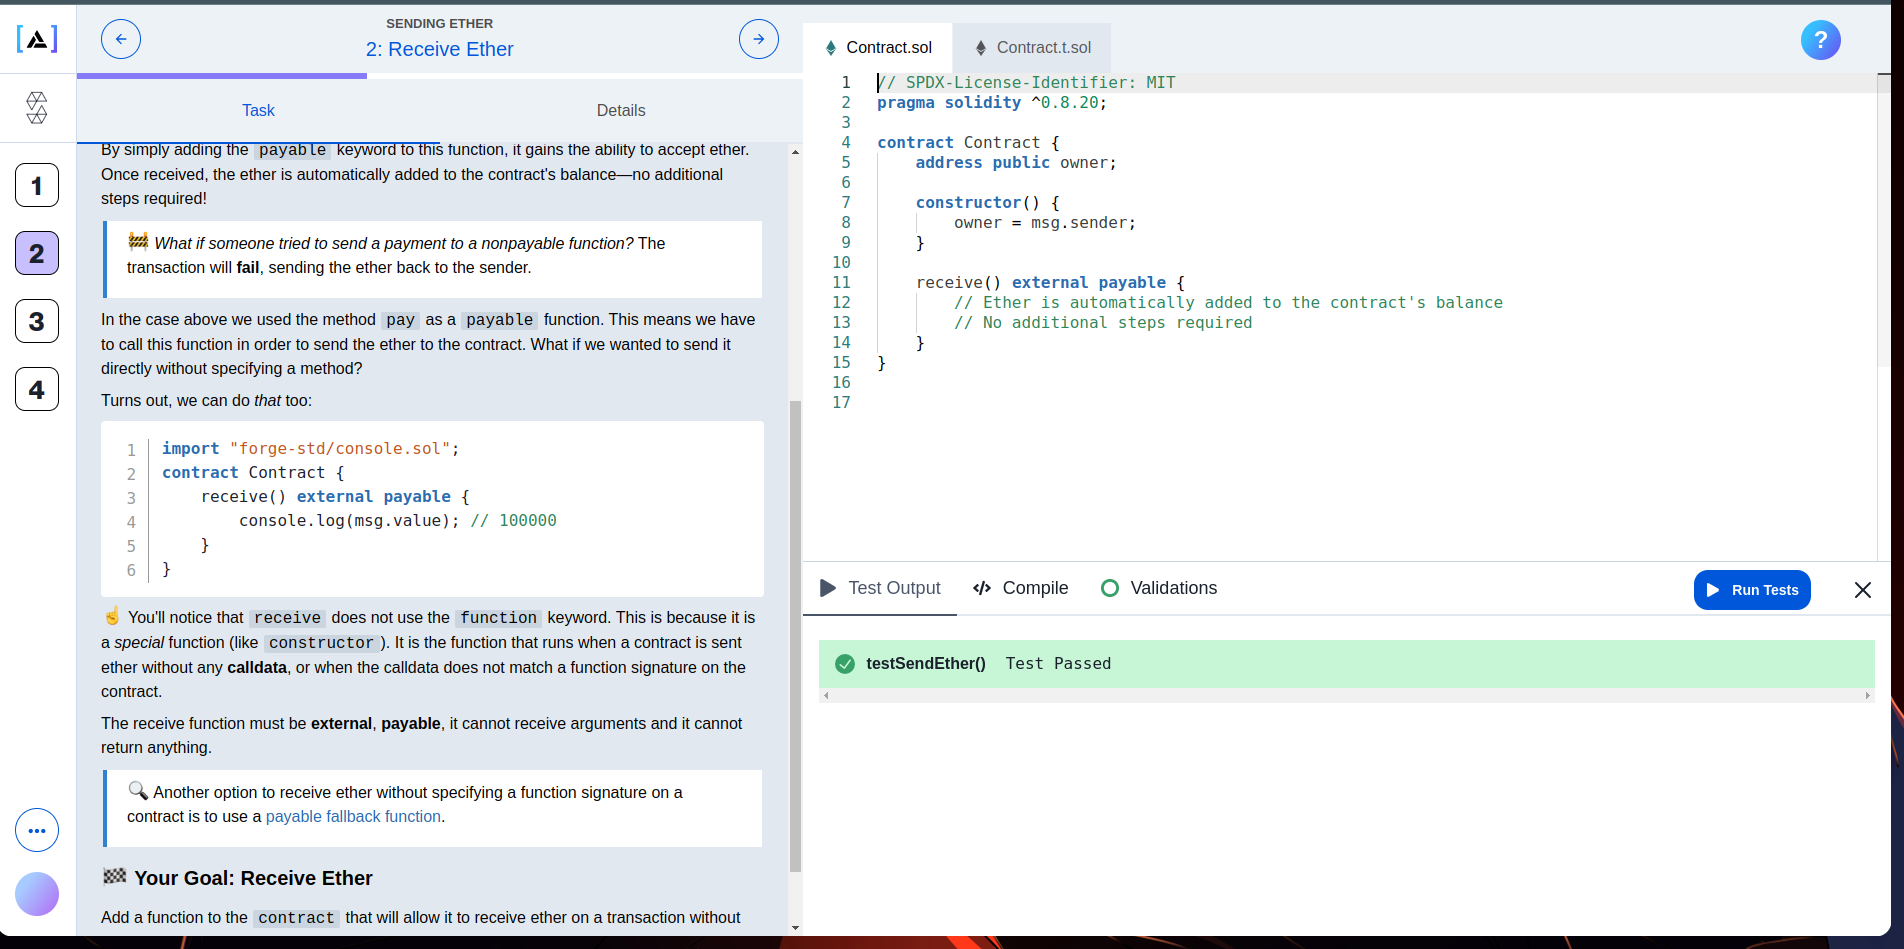 SENDING ETHER
2: Receive Ether
Task
Details
1
2
3
4
By simply adding the payable keyword to this function, it gains the ability to accept ether.
Once received, the ether is automatically added to the contract's balance—no additional
steps required!
🚧 What if someone tried to send a payment to a nonpayable function? The
transaction will fail, sending the ether back to the sender.
In the case above we used the method pay as a payable function. This means we have
to call this function in order to send the ether to the contract. What if we wanted to send it
directly without specifying a method?
Turns out, we can do that too:
1 import "forge-std/console.sol";
2 contract Contract {
3     receive() external payable {
4         console.log(msg.value); // 100000
5     }
6 }
☝️ You'll notice that receive does not use the function keyword. This is because it is
a special function (like constructor ). It is the function that runs when a contract is sent
ether without any calldata, or when the calldata does not match a function signature on the
contract.
The receive function must be external, payable, it cannot receive arguments and it cannot
return anything.
🔍 Another option to receive ether without specifying a function signature on a
contract is to use a payable fallback function.
🏁 Your Goal: Receive Ether
Add a function to the contract that will allow it to receive ether on a transaction without
Contract.sol
Contract.t.sol
?
1 // SPDX-License-Identifier: MIT
2 pragma solidity ^0.8.20;
3
4 contract Contract {
5     address public owner;
6
7     constructor() {
8         owner = msg.sender;
9     }
10
11     receive() external payable {
12         // Ether is automatically added to the contract's balance
13         // No additional steps required
14     }
15 }
16
17
Test Output
Compile
Validations
Run Tests
testSendEther() Test Passed